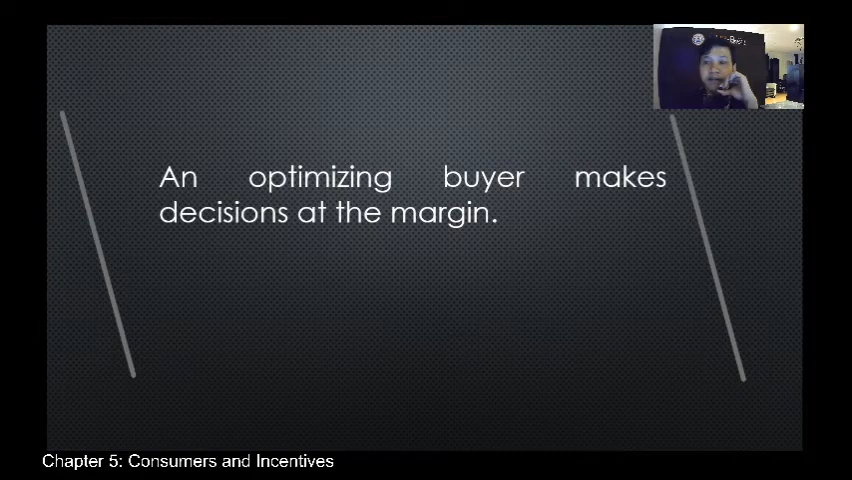 An optimizing buyer makes
decisions at the margin.
Chapter 5: Consumers and Incentives